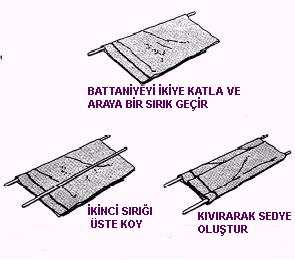 BATTANİYEYİ İKİYE KATLA VE
ARAYA BİR SIRIK GEÇİR
İKİNCİ SIRIĞI
ÜSTE KOY
KIVIRARAK SEDYE
OLUŞTUR